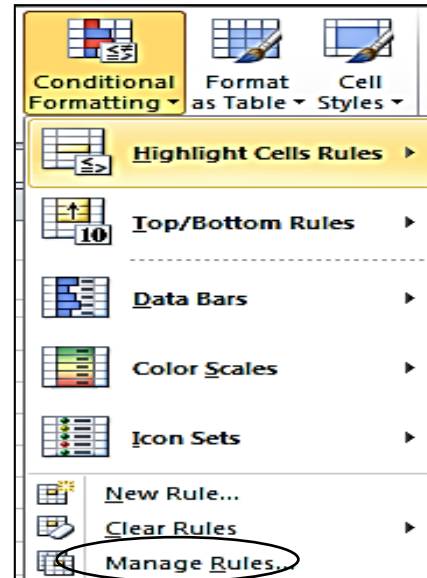 Conditional Formatting
Format as Table
Cell Styles
Highlight Cells Rules
10
Top/Bottom Rules
Data Bars
Color Scales
Icon Sets
New Rule...
Clear Rules
Manage Rules...